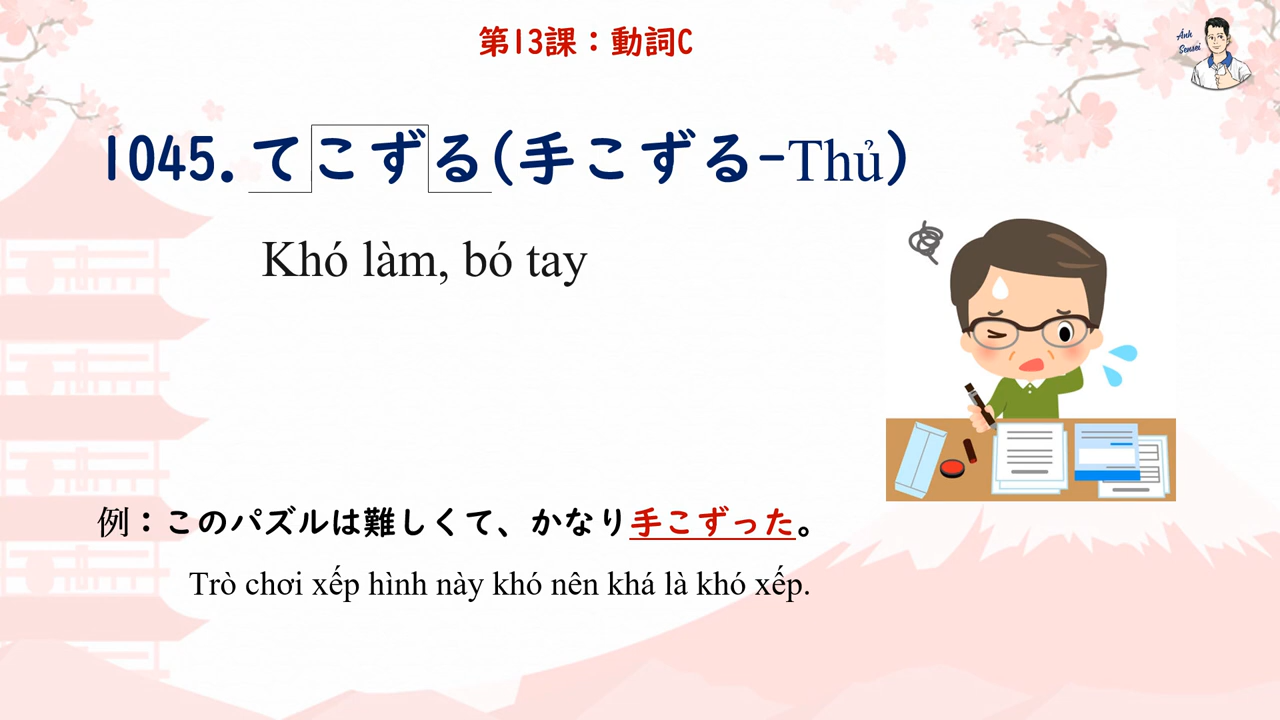 第13課：動詞C
Ánh
Sensei
1045.てこずる(手こずる-Thủ)
Khó làm, bó tay
例：このパズルは難しくて、かなり手こずった。
Trò chơi xếp hình này khó nên khá là khó xếp.